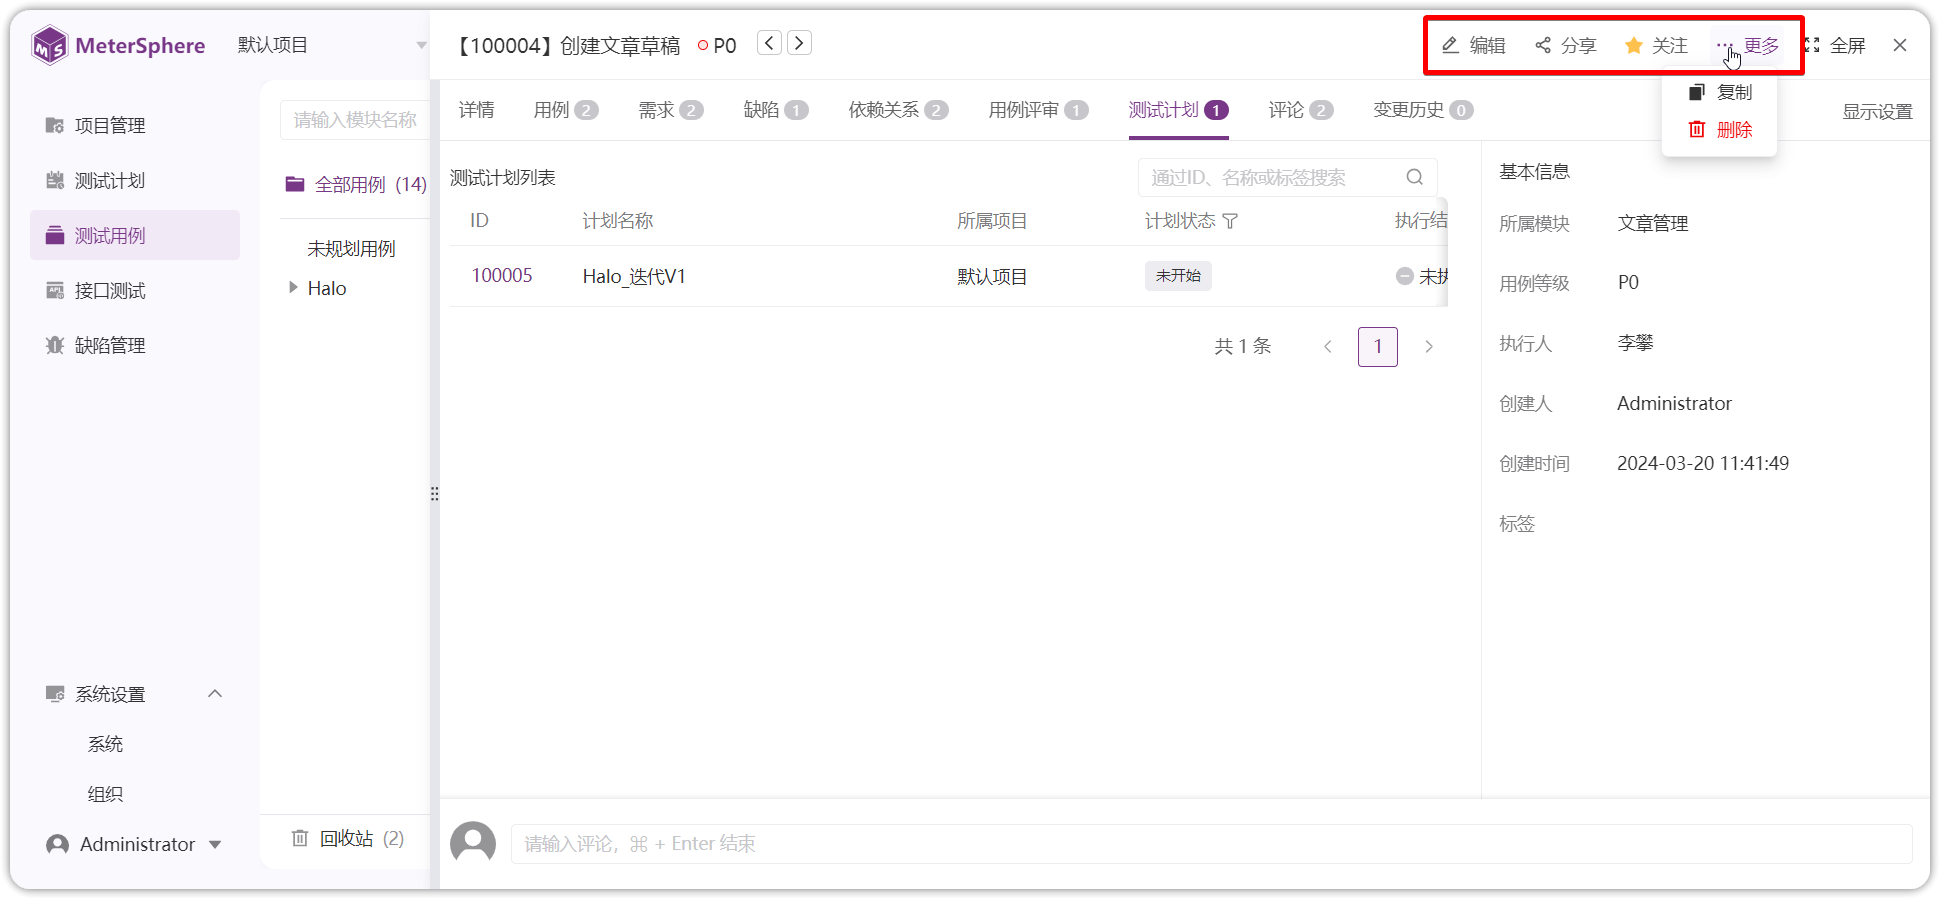 MeterSphere
默认项目
【100004】创建文章草稿
P0
编辑
分享
关注
更多
全屏
复制
删除
项目管理
测试计划
测试用例
接口测试
缺陷管理
系统设置
系统
组织
Administrator
请输入模块名称
全部用例 (14)
未规划用例
Halo
回收站 (2)
详情
用例 2
需求 2
缺陷 1
依赖关系 2
用例评审 1
测试计划 1
评论 2
变更历史 0
显示设置
测试计划列表
通过ID、名称或标签搜索
ID 计划名称 所属项目 计划状态 执行结
100005 Halo_迭代V1 默认项目 未开始 未执
共 1 条
1
基本信息
所属模块 文章管理
用例等级 P0
执行人 李攀
创建人 Administrator
创建时间 2024-03-20 11:41:49
标签
请输入评论，⌘ + Enter 结束